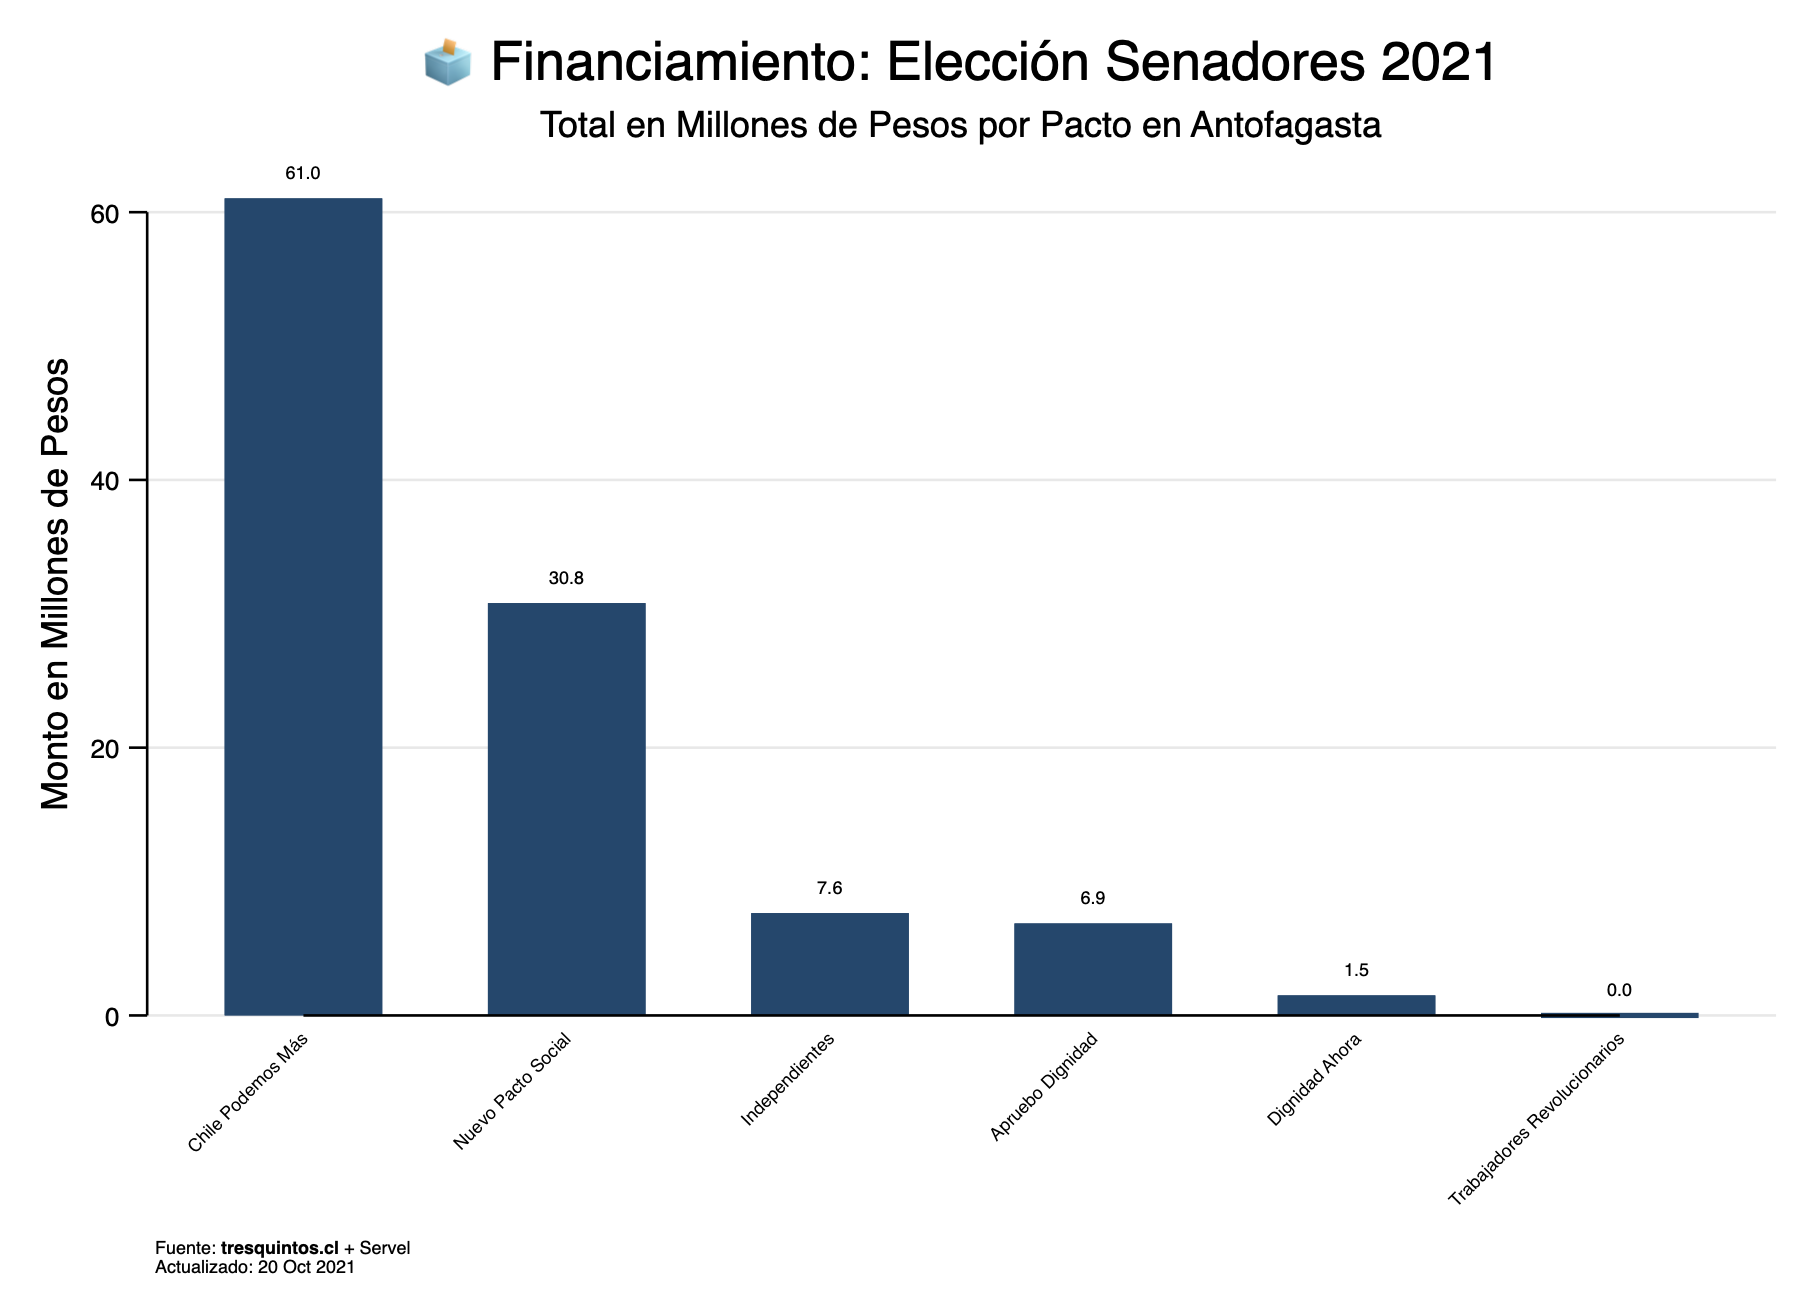 Financiamiento: Elección Senadores 2021
Total en Millones de Pesos por Pacto en Antofagasta
Monto en Millones de Pesos
60
40
20
0
61.0
30.8
7.6
6.9
1.5
0.0
Chile Podemos Más
Nuevo Pacto Social
Independientes
Apruebo Dignidad
Dignidad Ahora
Trabajadores Revolucionarios
Fuente: tresquintos.cl + Servel
Actualizado: 20 Oct 2021